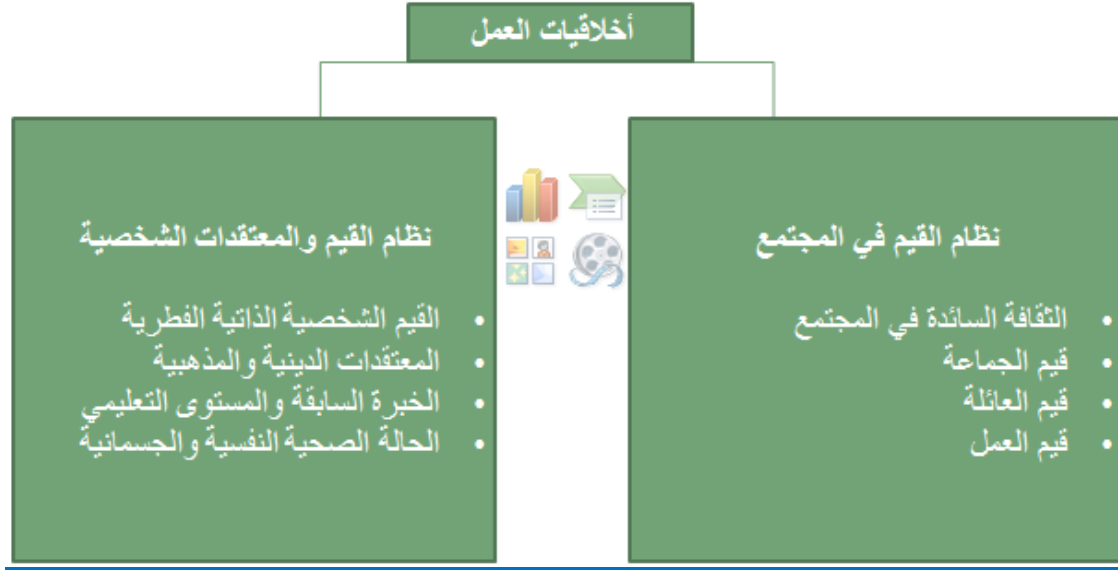 أخلاقيات العمل
نظام القيم في المجتمع
• الثقافة السائدة في المجتمع
• قيم الجماعة
• قيم العائلة
• قيم العمل
نظام القيم والمعتقدات الشخصية
• القيم الشخصية الذاتية الفطرية
• المعتقدات الدينية والمذهبية
• الخبرة السابقة والمستوى التعليمي
• الحالة الصحية النفسية والجسمانية